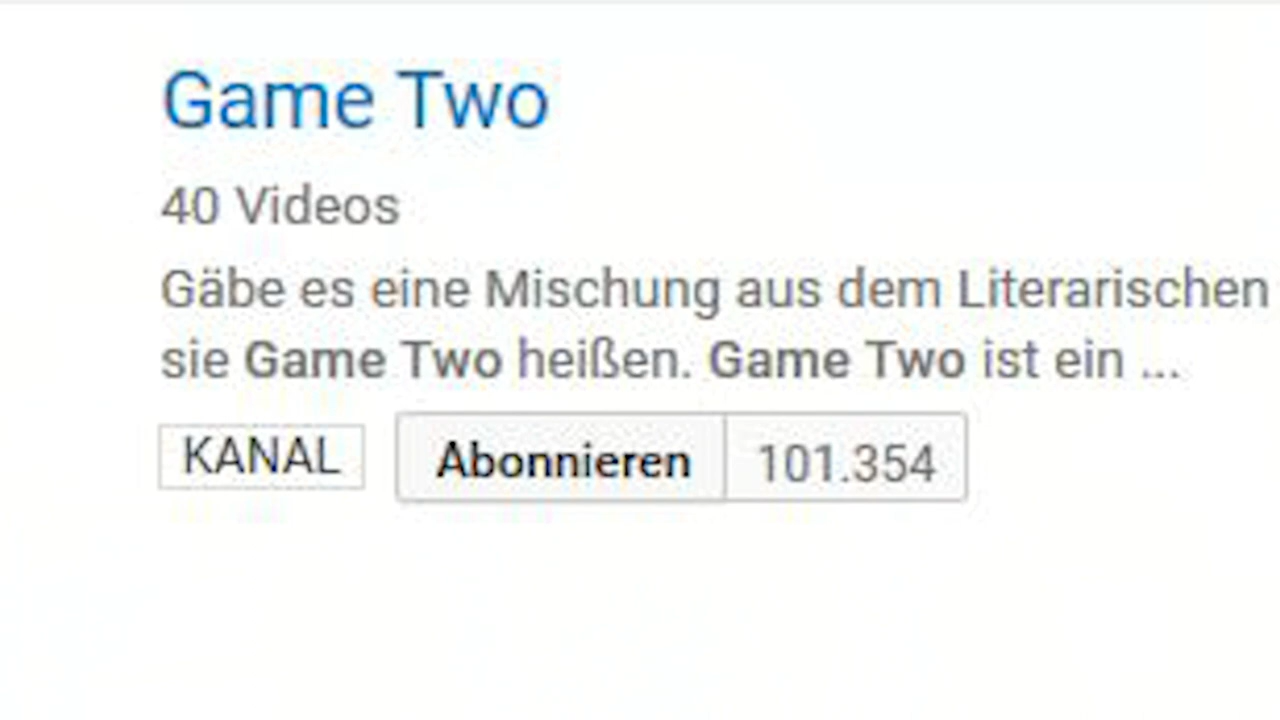 Game Two
40 Videos
Gäbe es eine Mischung aus dem Literarischen
sie Game Two heißen. Game Two ist ein ...
KANAL Abonnieren 101.354